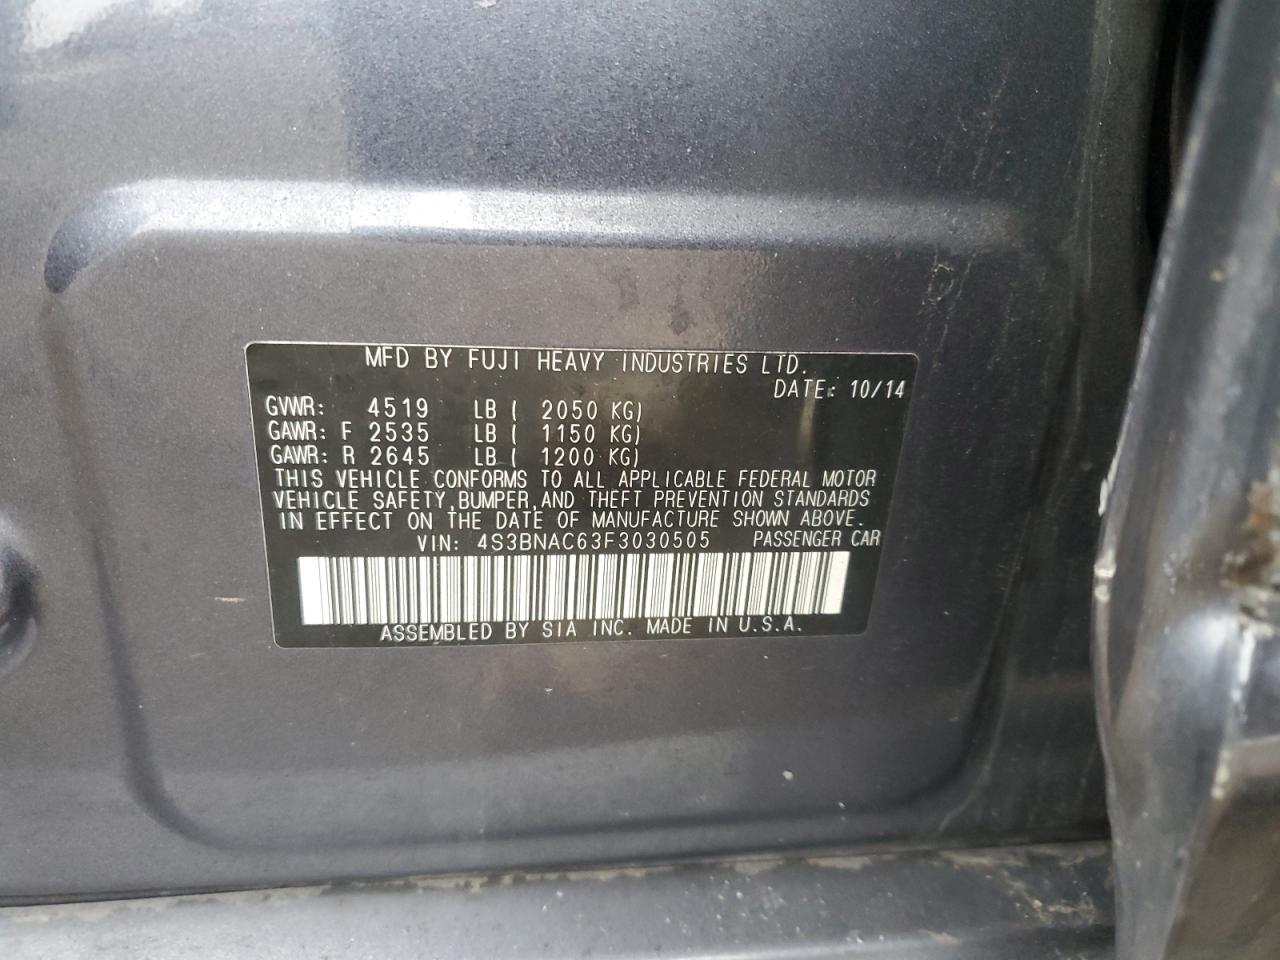 MFD BY FUJI HEAVY INDUSTRIES LTD.
DATE: 10/14
GVWR: 4519 LB ( 2050 KG)
GAWR: F 2535 LB ( 1150 KG)
GAWR: R 2645 LB ( 1200 KG)
THIS VEHICLE CONFORMS TO ALL APPLICABLE FEDERAL MOTOR
VEHICLE SAFETY,BUMPER,AND THEFT PREVENTION STANDARDS
IN EFFECT ON THE DATE OF MANUFACTURE SHOWN ABOVE.
VIN: 4S3BNAC63F3030505 PASSENGER CAR
ASSEMBLED BY SIA INC. MADE IN U.S.A.